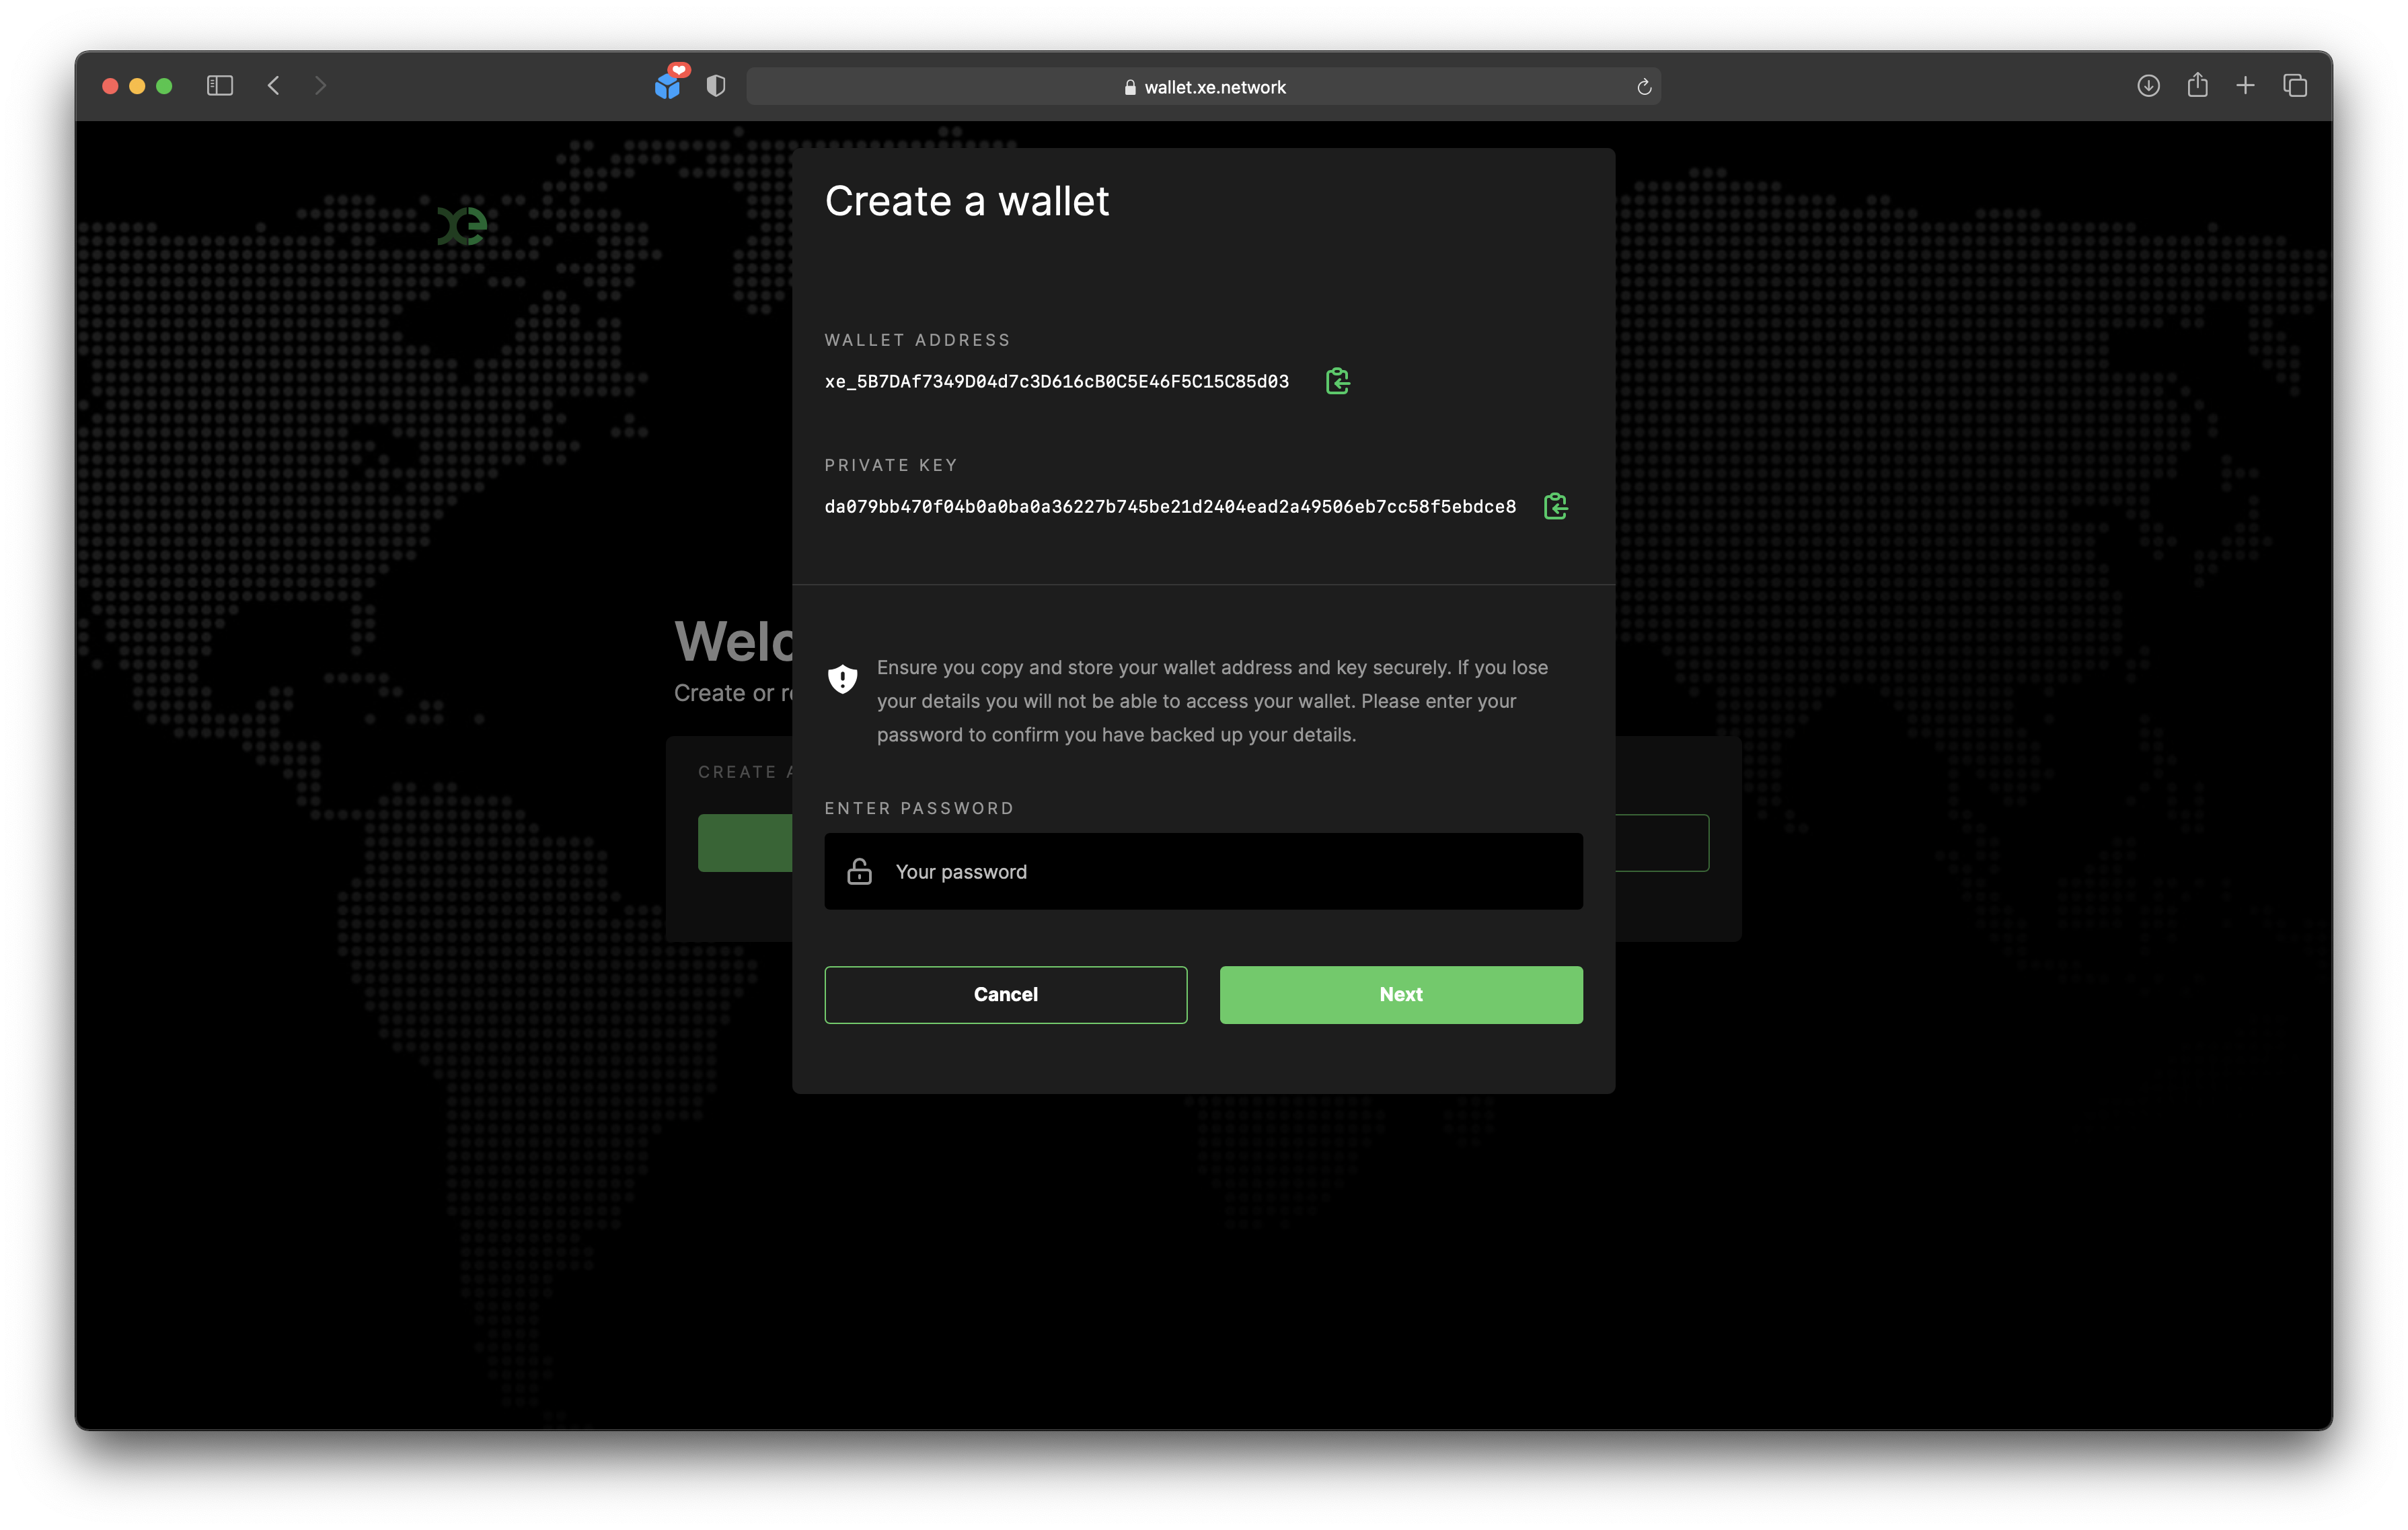 wallet.xe.network
xe
Create a wallet
WALLET ADDRESS
xe_5B7DAf7349D04d7c3D616cB0C5E46F5C15C85d03
PRIVATE KEY
da079bb470f04b0a0ba0a36227b745be21d2404ead2a49506eb7cc58f5ebdce8
Welc
Create or r
CREATE A
Ensure you copy and store your wallet address and key securely. If you lose
your details you will not be able to access your wallet. Please enter your
password to confirm you have backed up your details.
ENTER PASSWORD
Your password
Cancel
Next